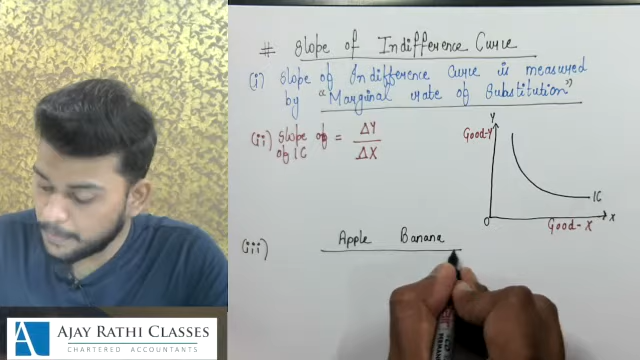 # Slope of Indifference Curve
(i) Slope of Indifference Curve is measured
by "Marginal rate of Substitution"
(ii) Slope of IC = ΔY / ΔX
Y
Good-Y
IC
O
X
Good-X
(iii) Apple Banana
A AJAY RATHI CLASSES
CHARTERED ACCOUNTANTS